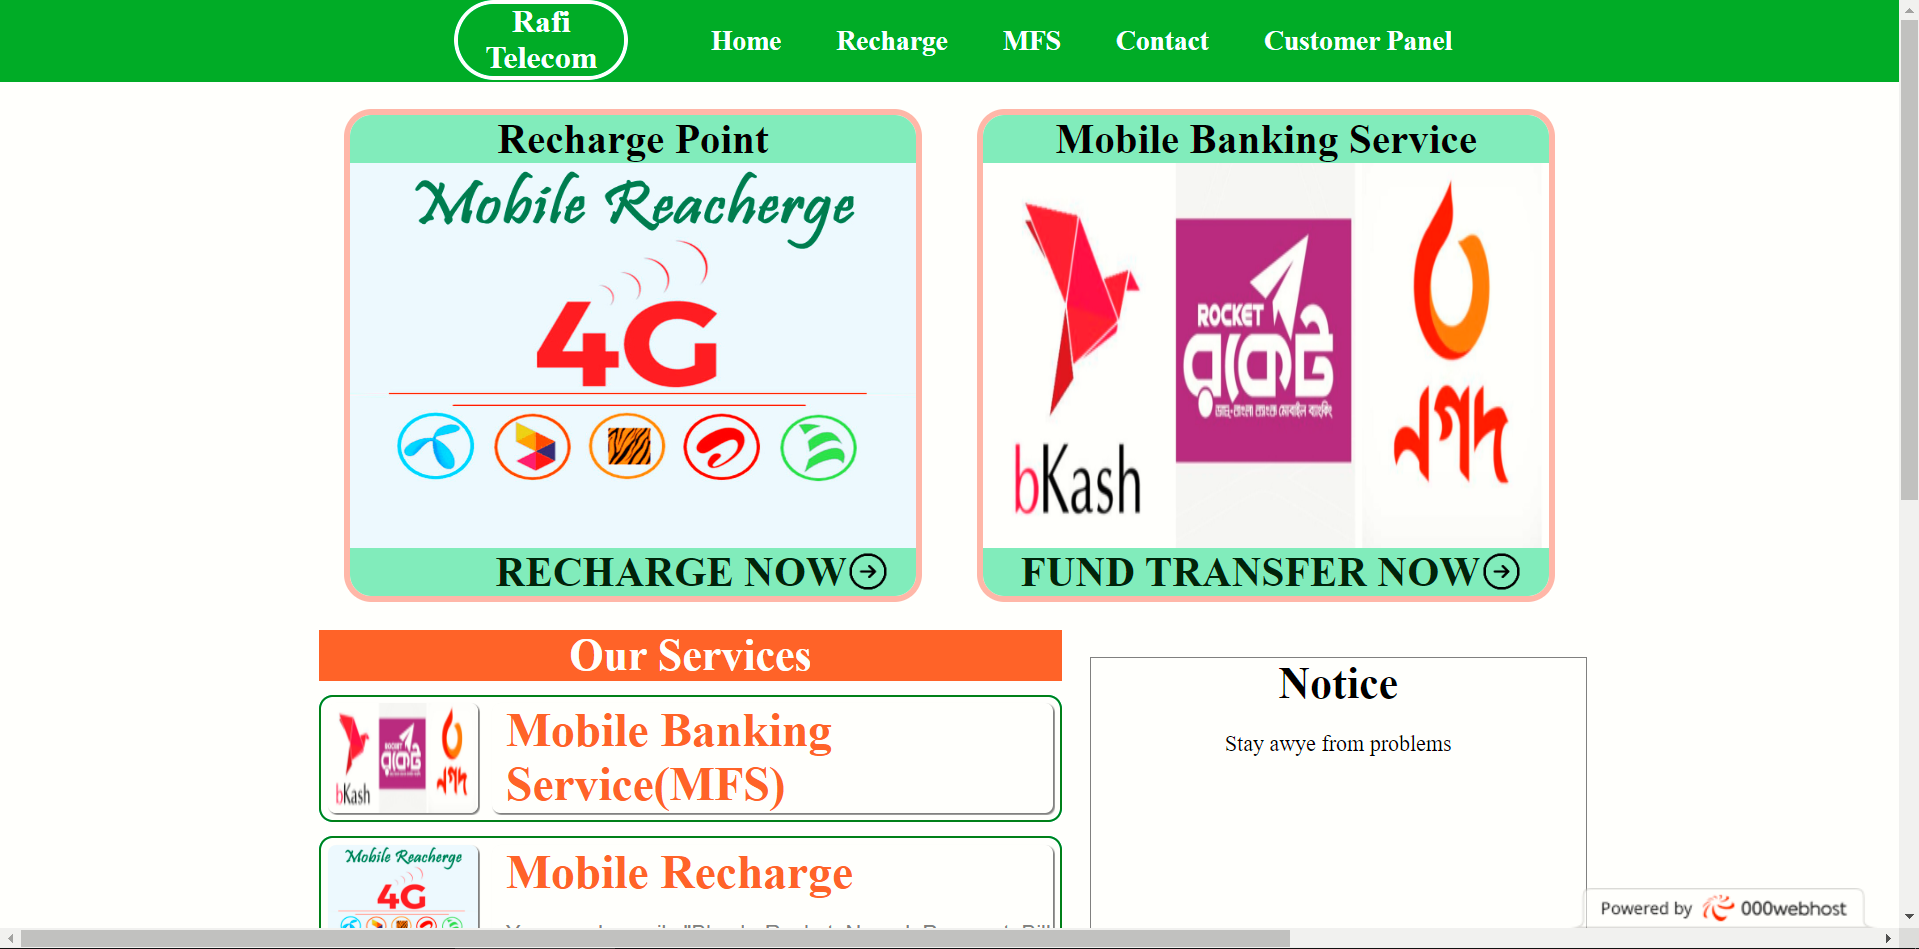 Rafi
Telecom
Home
Recharge
MFS
Contact
Customer Panel
Recharge Point
Mobile Reacherge
4G
RECHARGE NOW
Mobile Banking Service
bKash
ROCKET
রকেট
ডাচ্-বাংলা ব্যাংক মোবাইল ব্যাংকিং
নগদ
FUND TRANSFER NOW
Our Services
ROCKET
রকেট
bKash
নগদ
Mobile Banking
Service(MFS)
Mobile Reacherge
4G
Mobile Recharge
Notice
Stay awye from problems
Powered by 000webhost